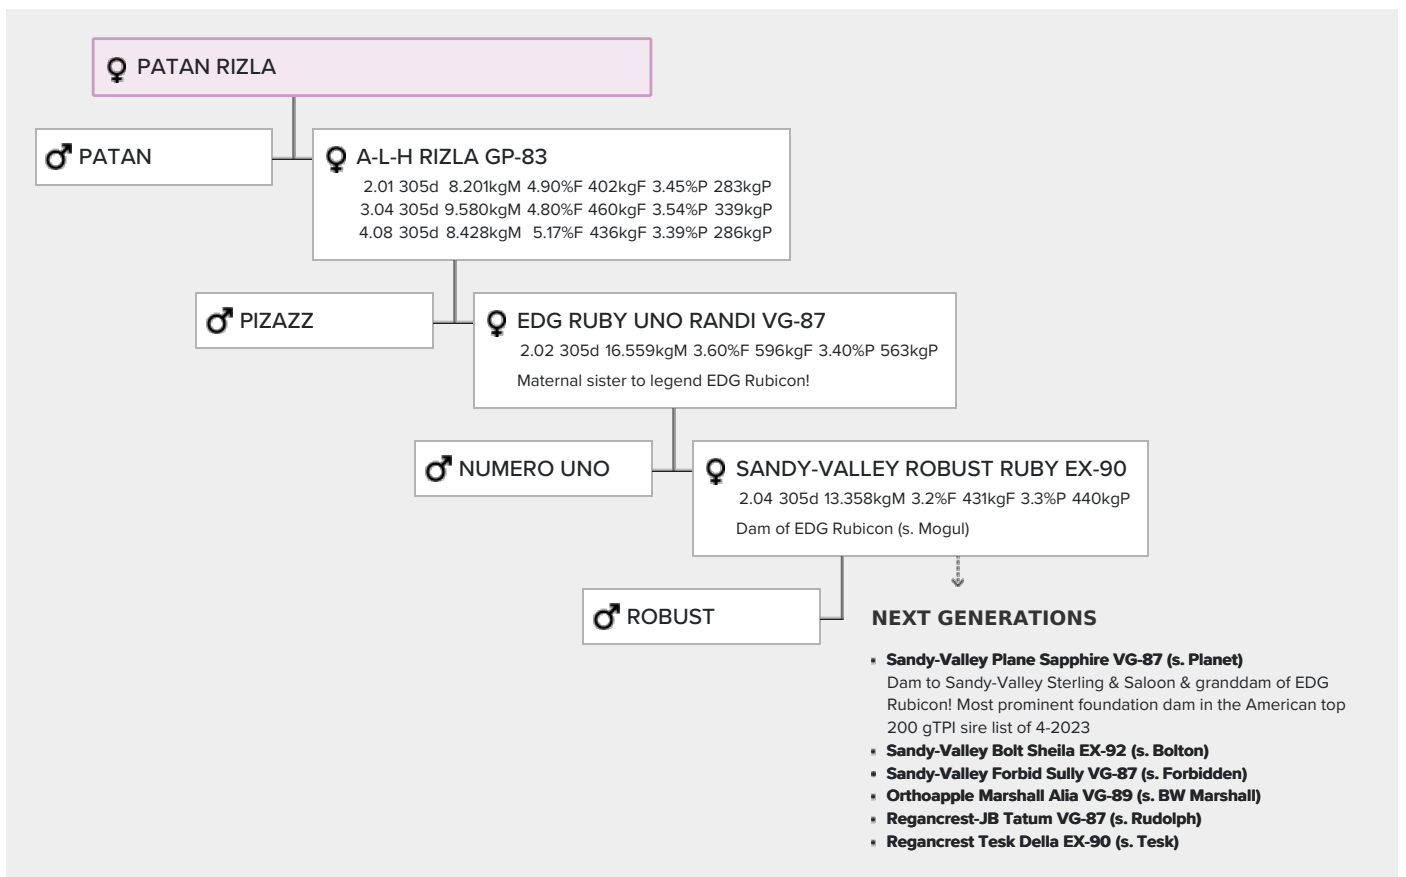 PATAN RIZLA
PATAN
A-L-H RIZLA GP-83
2.01 305d 8.201kgM 4.90%F 402kgF 3.45%P 283kgP
3.04 305d 9.580kgM 4.80%F 460kgF 3.54%P 339kgP
4.08 305d 8.428kgM 5.17%F 436kgF 3.39%P 286kgP
PIZAZZ
EDG RUBY UNO RANDI VG-87
2.02 305d 16.559kgM 3.60%F 596kgF 3.40%P 563kgP
Maternal sister to legend EDG Rubicon!
NUMERO UNO
SANDY-VALLEY ROBUST RUBY EX-90
2.04 305d 13.358kgM 3.2%F 431kgF 3.3%P 440kgP
Dam of EDG Rubicon (s. Mogul)
ROBUST
NEXT GENERATIONS
Sandy-Valley Plane Sapphire VG-87 (s. Planet)
Dam to Sandy-Valley Sterling & Saloon & granddam of EDG
Rubicon! Most prominent foundation dam in the American top
200 gTPI sire list of 4-2023
Sandy-Valley Bolt Sheila EX-92 (s. Bolton)
Sandy-Valley Forbid Sully VG-87 (s. Forbidden)
Orthoapple Marshall Alia VG-89 (s. BW Marshall)
Regancrest-JB Tatum VG-87 (s. Rudolph)
Regancrest Tesk Della EX-90 (s. Tesk)